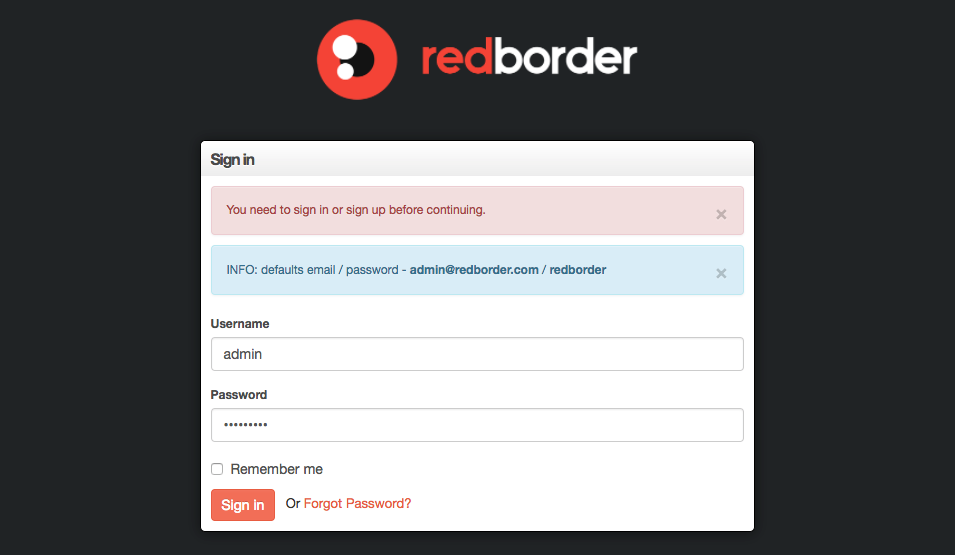 redborder
Sign in
You need to sign in or sign up before continuing.
×
INFO: defaults email / password - admin@redborder.com / redborder
×
Username
admin
Password
•••••••••
Remember me
Sign in Or Forgot Password?